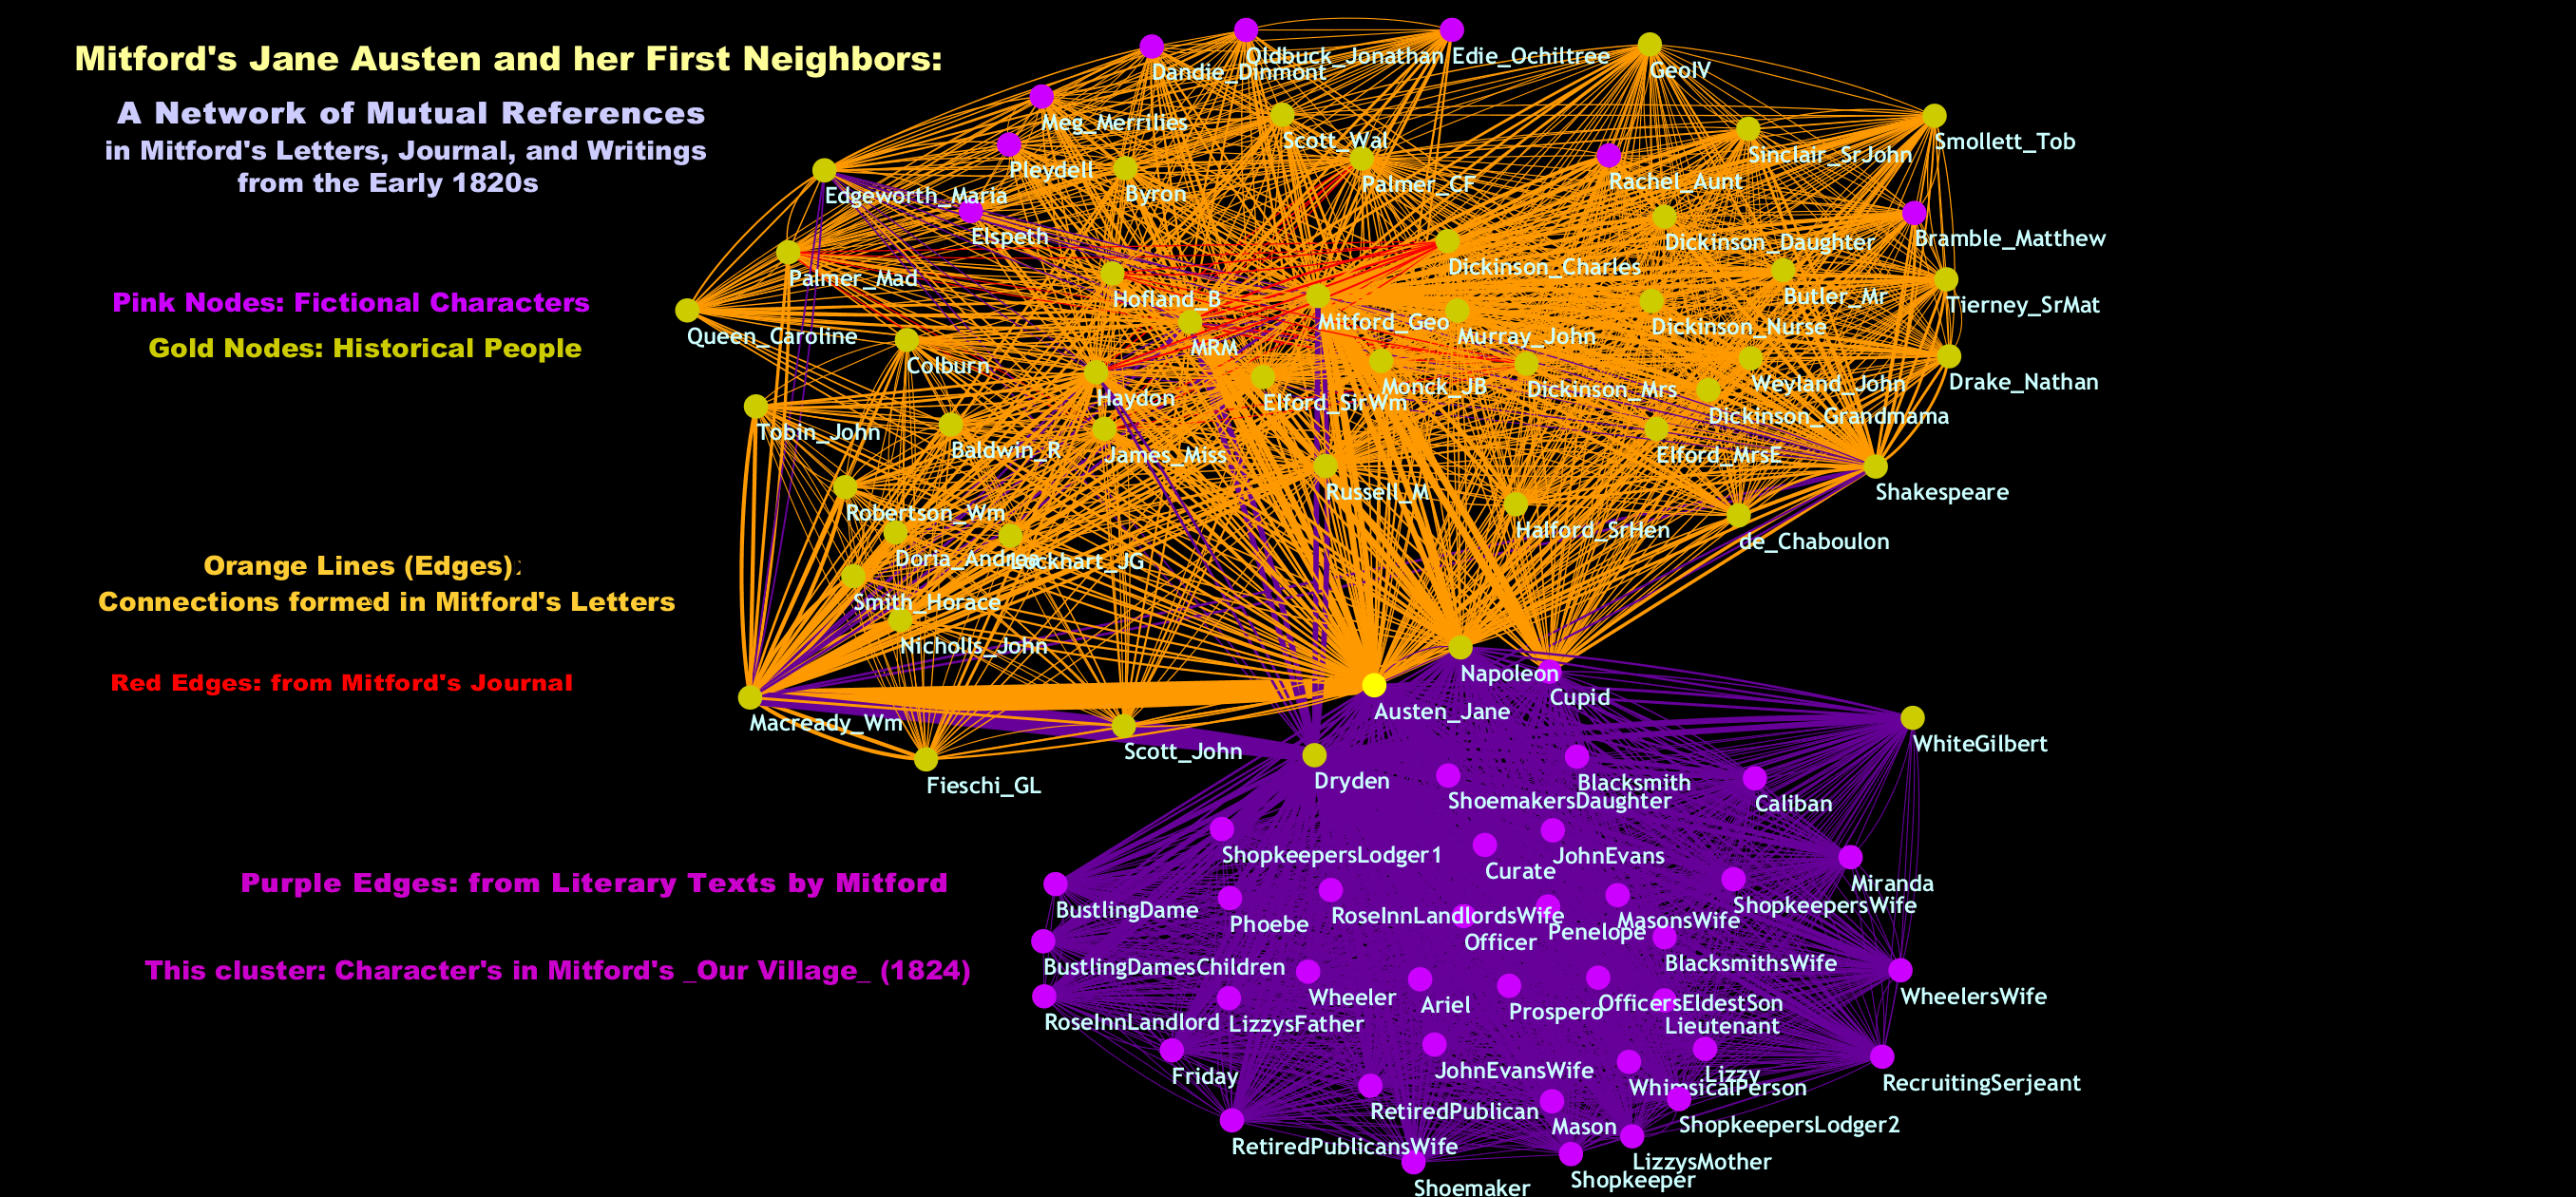 Mitford's Jane Austen and her First Neighbors:
A Network of Mutual References
in Mitford's Letters, Journal, and Writings
from the Early 1820s
Pink Nodes: Fictional Characters
Gold Nodes: Historical People
Orange Lines (Edges):
Connections formed in Mitford's Letters
Red Edges: from Mitford's Journal
Purple Edges: from Literary Texts by Mitford
This cluster: Character's in Mitford's _Our Village_ (1824)
Oldbuck_Jonathan
Edie_Ochiltree
Dandie_Dinmont
GeoIV
Meg_Merrilies
Scott_Wal
Smollett_Tob
Sinclair_SrJohn
Pleydell
Palmer_CF
Rachel_Aunt
Edgeworth_Maria
Byron
Elspeth
Dickinson_Daughter
Bramble_Matthew
Palmer_Mad
Dickinson_Charles
Hofland_B
Butler_Mr
Tierney_SrMat
Queen_Caroline
MRM
Mitford_Geo
Murray_John
Dickinson_Nurse
Colburn
Haydon
Elford_SirWm
Monck_JB
Dickinson_Mrs
Weyland_John
Drake_Nathan
Dickinson_Grandmama
Tobin_John
Baldwin_R
James_Miss
Elford_MrsE
Russell_M
Shakespeare
Robertson_Wm
Halford_SrHen
de_Chaboulon
Doria_Andrea
Lockhart_JG
Smith_Horace
Nicholls_John
Napoleon
Cupid
Macready_Wm
Austen_Jane
Scott_John
WhiteGilbert
Fieschi_GL
Dryden
Blacksmith
ShoemakersDaughter
Caliban
ShopkeepersLodger1
Curate
JohnEvans
Miranda
BustlingDame
Phoebe
RoseInnLandlordsWife
Officer
Penelope
MasonsWife
ShopkeepersWife
BustlingDamesChildren
BlacksmithsWife
Wheeler
Ariel
Prospero
OfficersEldestSon
WheelersWife
RoseInnLandlord
LizzysFather
Lieutenant
Friday
JohnEvansWife
WhimsicalPerson
Lizzy
RecruitingSerjeant
RetiredPublican
Mason
ShopkeepersLodger2
RetiredPublicansWife
LizzysMother
Shoemaker
Shopkeeper